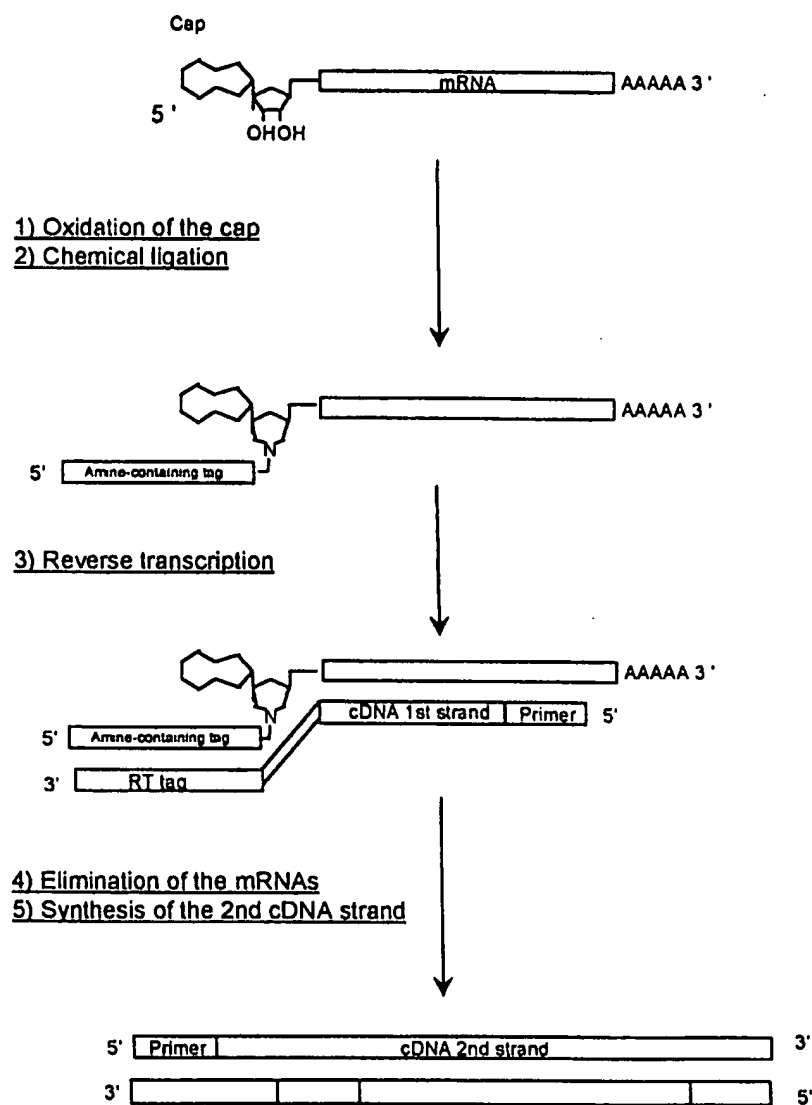 Cap
mRNA AAAAA 3 '
5 '
OHOH
1) Oxidation of the cap
2) Chemical ligation
AAAAA 3 '
N
5' Amine-containing tag
3) Reverse transcription
AAAAA 3 '
N
cDNA 1st strand Primer 5'
5' Amine-containing tag
3' RT tag
4) Elimination of the mRNAs
5) Synthesis of the 2nd cDNA strand
5' Primer cDNA 2nd strand 3'
3' 5'